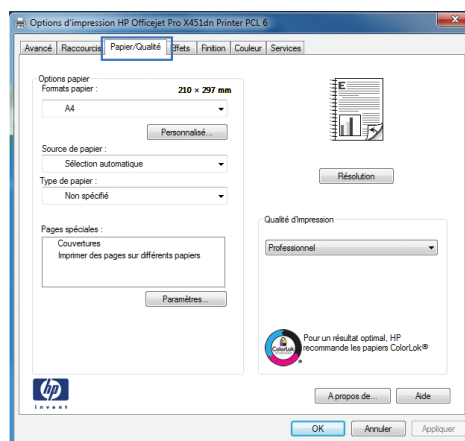 Options d'impression HP Officejet Pro X451dn Printer PCL 6
Avancé Raccourcis Papier/Qualité Effets Finition Couleur Services
Options papier
Formats papier : 210 × 297 mm
A4
Personnalisé...
Source de papier :
Sélection automatique
Type de papier :
Non spécifié
Pages spéciales :
Couvertures
Imprimer des pages sur différents papiers
Paramètres...
E
Résolution
Qualité d'impression
Professionnel
ColorLok
Pour un résultat optimal, HP
recommande les papiers ColorLok®
hp
invent
A propos de... Aide
OK Annuler Appliquer